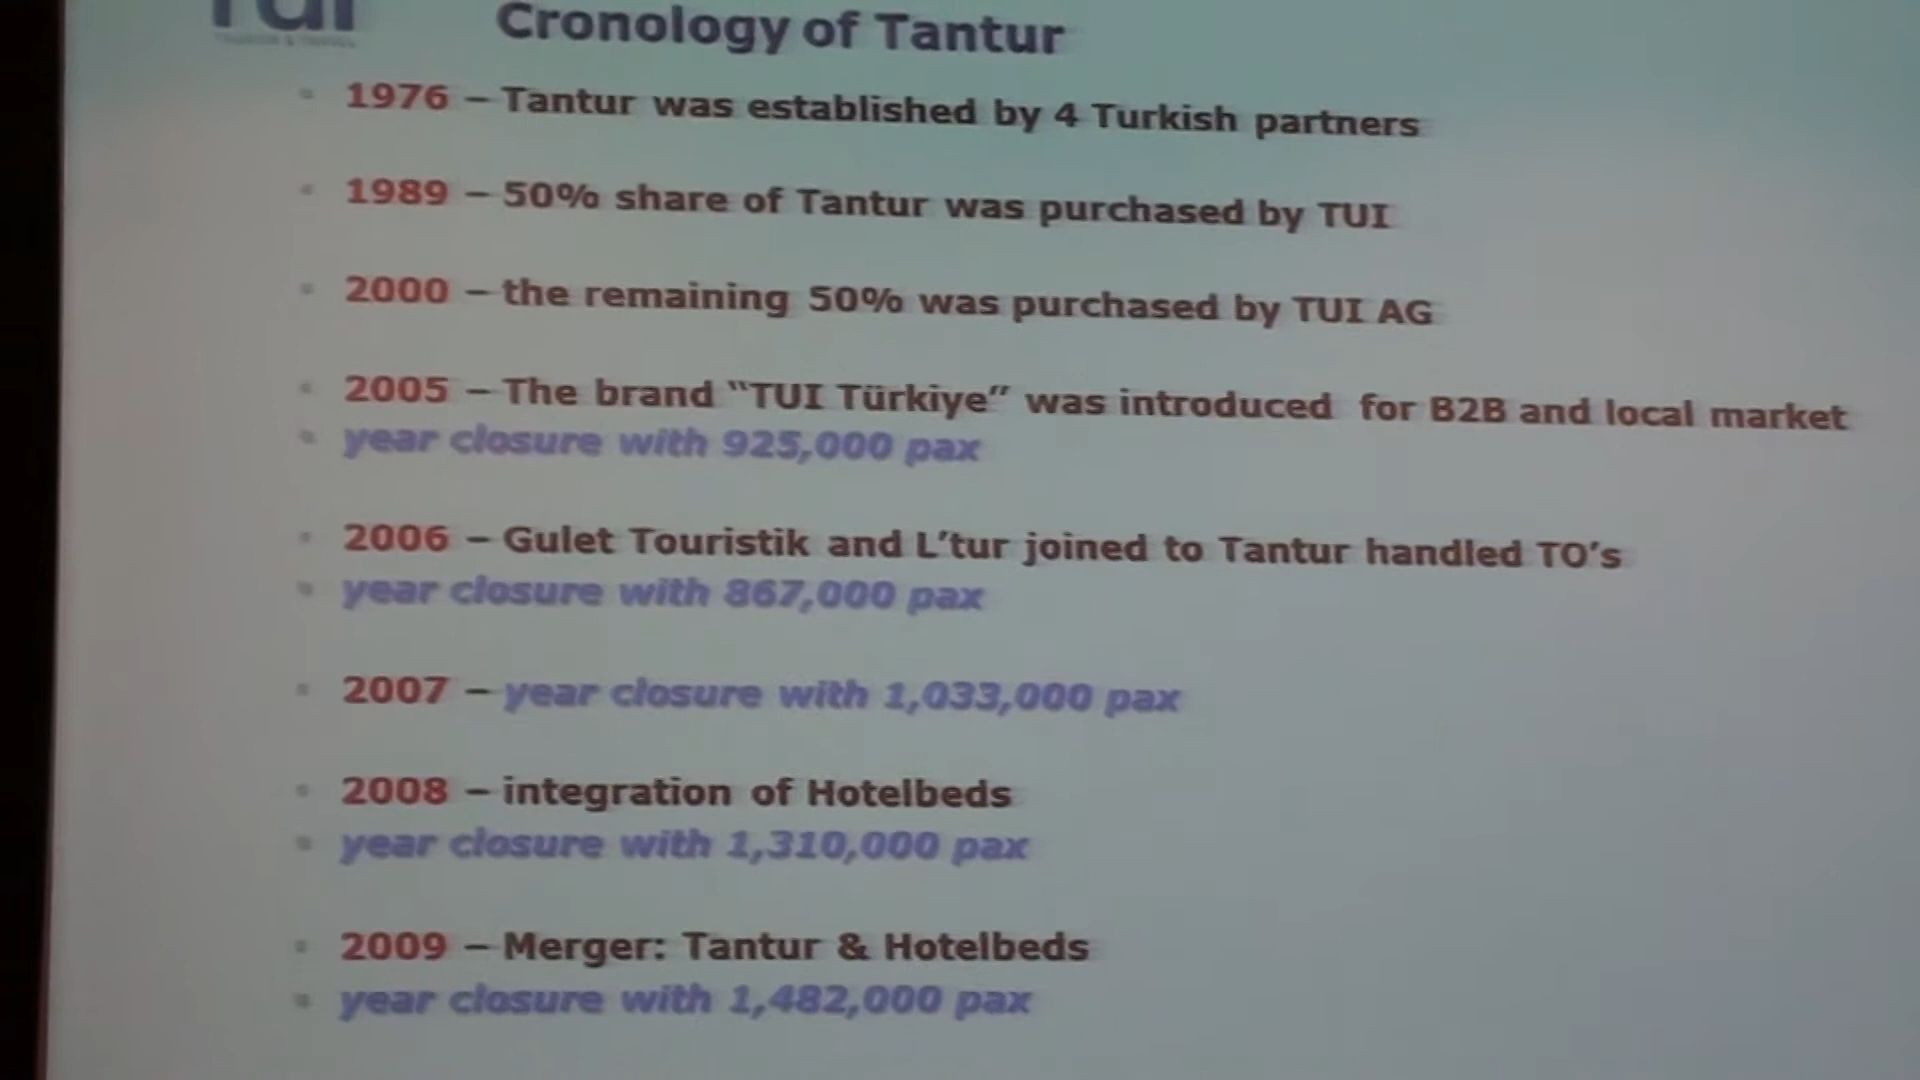 TUI
Cronology of Tantur
1976 – Tantur was established by 4 Turkish partners
1989 – 50% share of Tantur was purchased by TUI
2000 – the remaining 50% was purchased by TUI AG
2005 – The brand “TUI Türkiye” was introduced for B2B and local market
year closure with 925,000 pax
2006 – Gulet Touristik and L’tur joined to Tantur handled TO’s
year closure with 867,000 pax
2007 – year closure with 1,033,000 pax
2008 – integration of Hotelbeds
year closure with 1,310,000 pax
2009 – Merger: Tantur & Hotelbeds
year closure with 1,482,000 pax